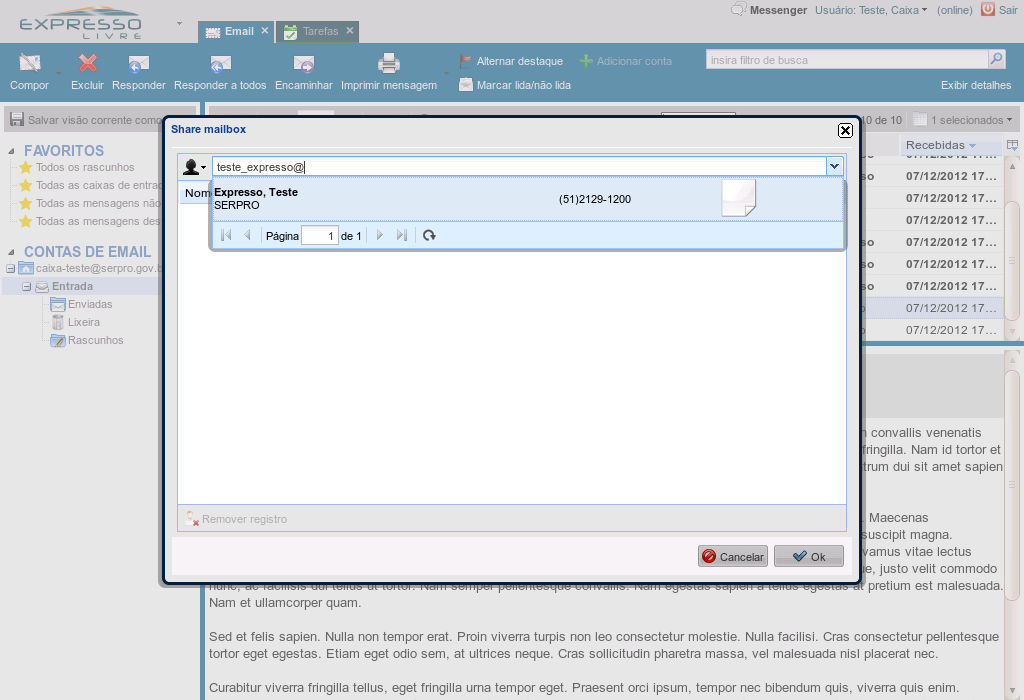 EXPRESSO
LIVRE
Email
Tarefas
Messenger
Usuário: Teste, Caixa
(online)
Sair
Compor
Excluir
Responder
Responder a todos
Encaminhar
Imprimir mensagem
Alternar destaque
Marcar lida/não lida
Adicionar conta
insira filtro de busca
Exibir detalhes
Salvar visão corrente como
10 de 10
1 selecionados
FAVORITOS
Todos os rascunhos
Todas as caixas de entra
Todas as mensagens não
Todas as mensagens des
CONTAS DE EMAIL
caixa-teste@serpro.gov.b
Entrada
Enviadas
Lixeira
Rascunhos
Share mailbox
teste_expresso@
Nom
Expresso, Teste
SERPRO
(51)2129-1200
Página 1 de 1
Remover registro
Cancelar
Ok
Recebidas
so 07/12/2012 17...
so 07/12/2012 17...
07/12/2012 17...
so 07/12/2012 17...
so 07/12/2012 17...
so 07/12/2012 17...
07/12/2012 17...
07/12/2012 17...
convallis venenatis
fringilla. Nam id tortor et
trum dui sit amet sapien
. Maecenas
suscipit magna.
vamus vitae lectus
e, justo velit commodo
nunc, ac facilisis dui tellus ut tortor. Nam semper pellentesque convallis. Nam egestas sapien a tellus egestas at pretium est malesuada.
Nam et ullamcorper quam.
Sed et felis sapien. Nulla non tempor erat. Proin viverra turpis non leo consectetur molestie. Nulla facilisi. Cras consectetur pellentesque
tortor eget egestas. Etiam eget odio sem, at ultrices neque. Cras sollicitudin pharetra massa, vel malesuada nisl placerat nec.
Curabitur viverra fringilla tellus, eget fringilla urna tempor eget. Praesent orci ipsum, tempor nec bibendum quis, viverra quis enim.